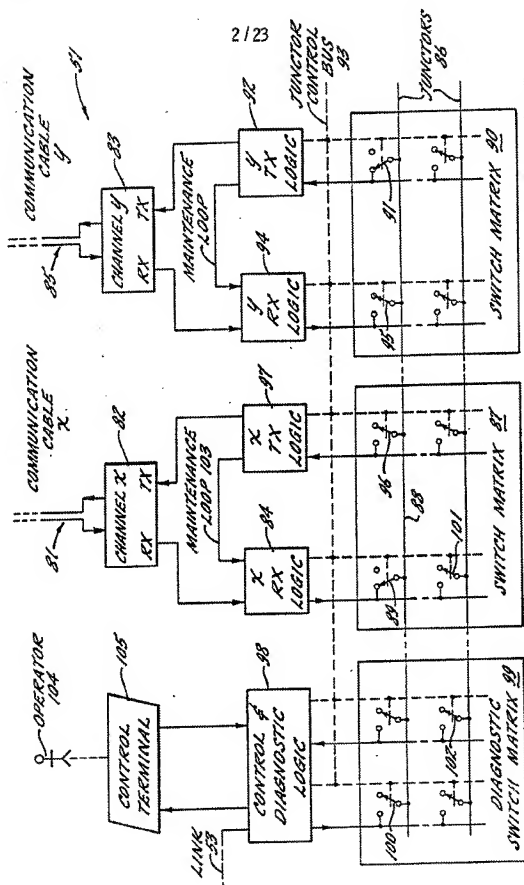 2/23
OPERATOR
104
CONTROL
TERMINAL
105
LINK
53
CONTROL &
DIAGNOSTIC
LOGIC
98
100
102
DIAGNOSTIC
SWITCH MATRIX 99
COMMUNICATION
CABLE
X
81
CHANNEL X
RX TX
82
MAINTENANCE
LOOP 103
X RX
LOGIC
84
X TX
LOGIC
97
88
89
96
101
SWITCH MATRIX 87
COMMUNICATION
CABLE
Y
51
85
CHANNEL Y
RX TX
83
MAINTENANCE
LOOP
Y RX
LOGIC
94
Y TX
LOGIC
92
JUNCTOR
CONTROL
BUS
93
JUNCTORS
86
95
91
SWITCH MATRIX 90